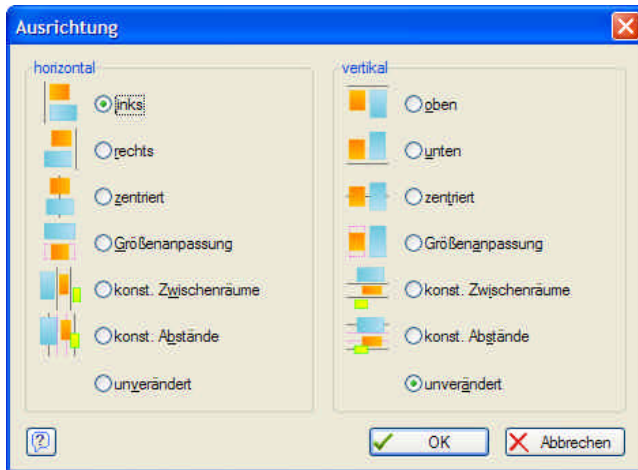 Ausrichtung
horizontal
links
rechts
zentriert
Größenanpassung
konst. Zwischenräume
konst. Abstände
unverändert
vertikal
oben
unten
zentriert
Größenanpassung
konst. Zwischenräume
konst. Abstände
unverändert
?
OK
Abbrechen